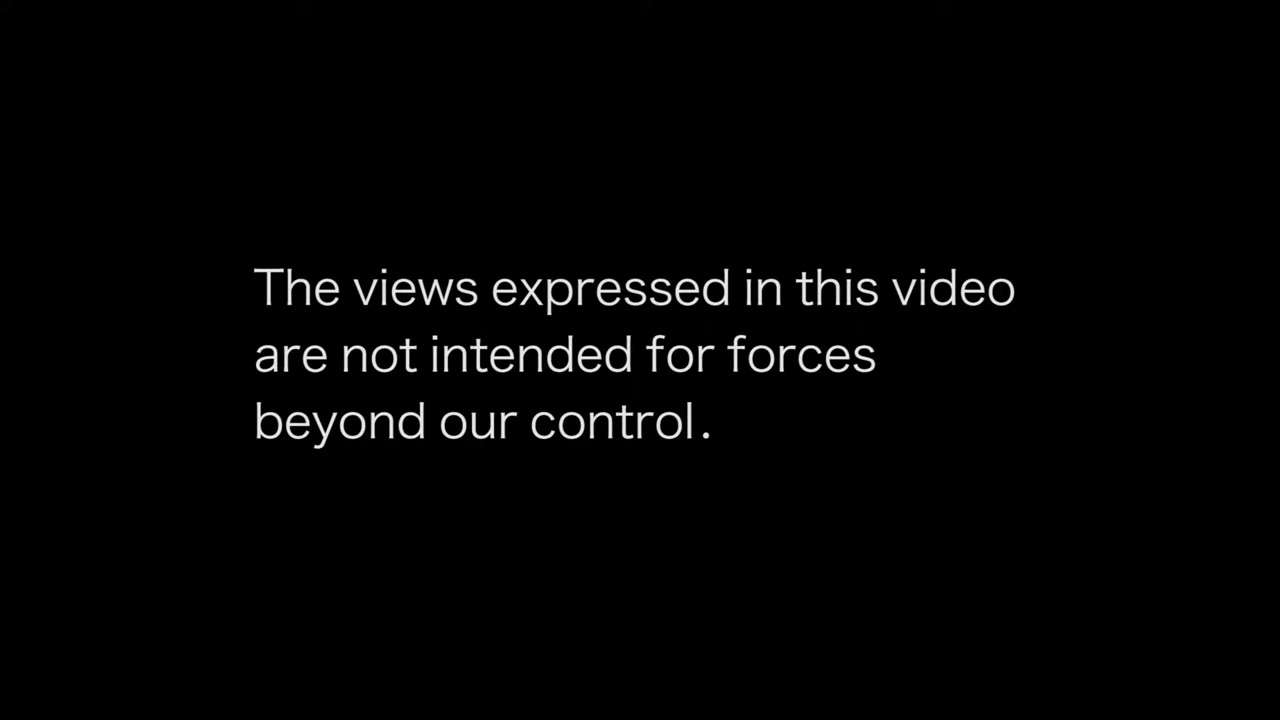 The views expressed in this video
are not intended for forces
beyond our control.